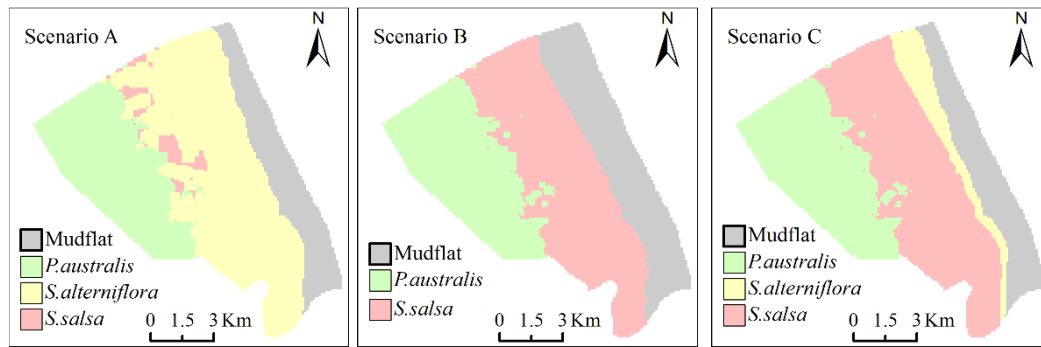 Scenario A
N
Mudflat
P.australis
S.alterniflora
S.salsa
0 1.5 3 Km
Scenario B
N
Mudflat
P.australis
S.salsa
0 1.5 3 Km
Scenario C
N
Mudflat
P.australis
S.alterniflora
S.salsa
0 1.5 3 Km